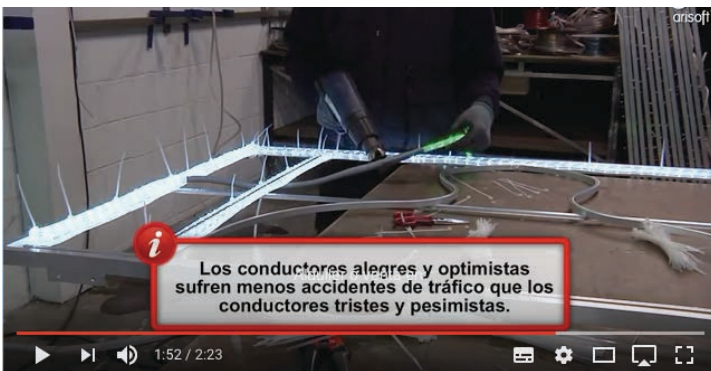 arisoft
i
Los conductores alegres y optimistas
sufren menos accidentes de tráfico que los
conductores tristes y pesimistas.
1:52 / 2:23